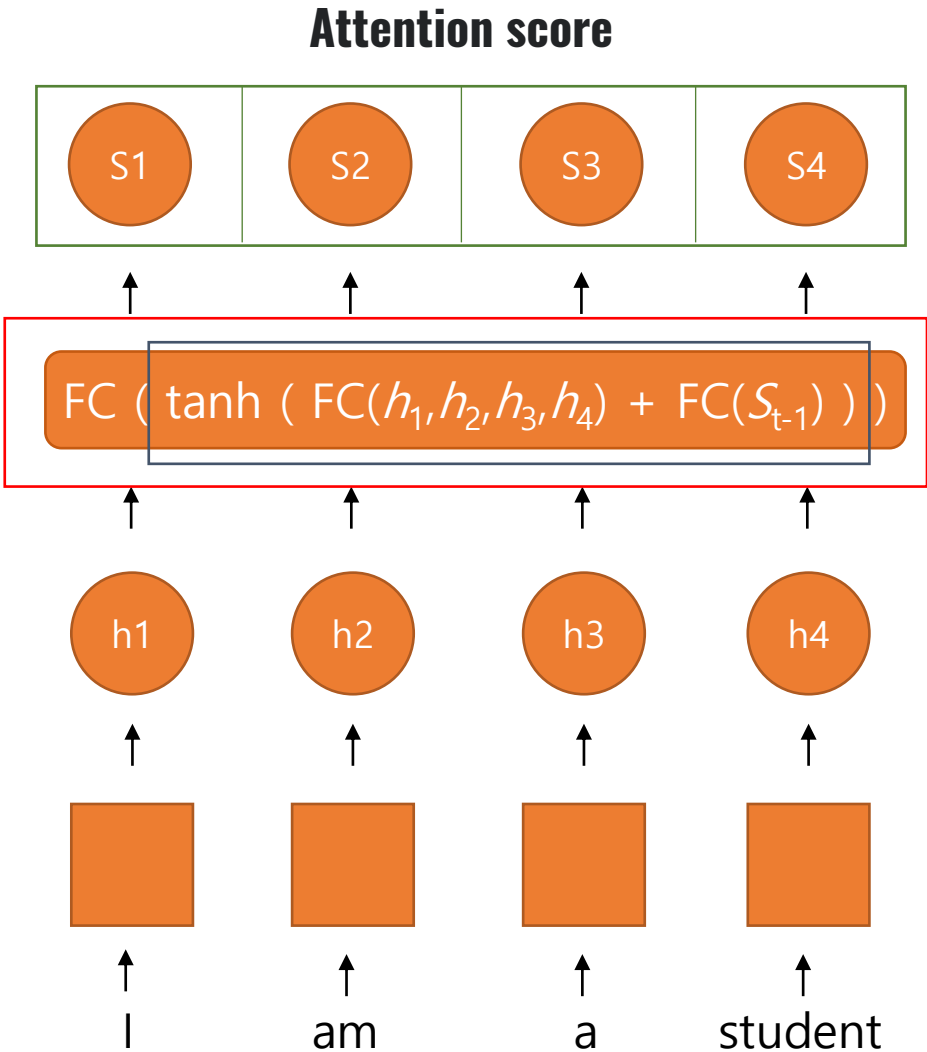 Attention score
S1 S2 S3 S4
FC ( tanh ( FC(h₁,h₂,h₃,h₄) + FC(Sₜ₋₁) ) )
h1 h2 h3 h4
I am a student